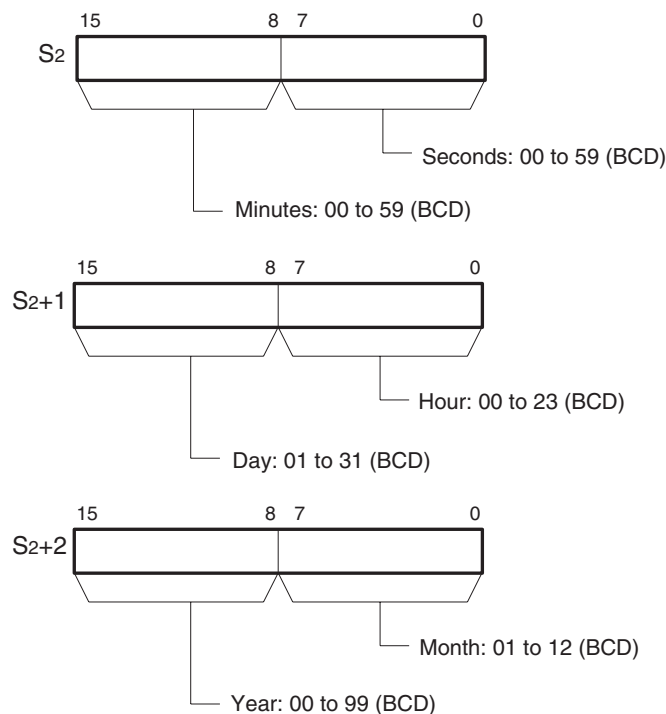 15 8 7 0
S2
Seconds: 00 to 59 (BCD)
Minutes: 00 to 59 (BCD)
15 8 7 0
S2+1
Hour: 00 to 23 (BCD)
Day: 01 to 31 (BCD)
15 8 7 0
S2+2
Month: 01 to 12 (BCD)
Year: 00 to 99 (BCD)